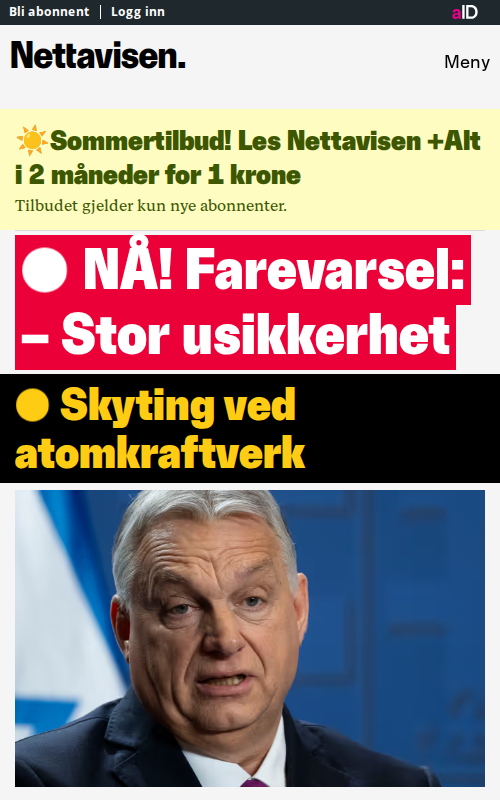 Bli abonnent | Logg inn
aID
Nettavisen.
Meny
☀️Sommertilbud! Les Nettavisen +Alt
i 2 måneder for 1 krone
Tilbudet gjelder kun nye abonnenter.
NÅ! Farevarsel:
– Stor usikkerhet
Skyting ved
atomkraftverk